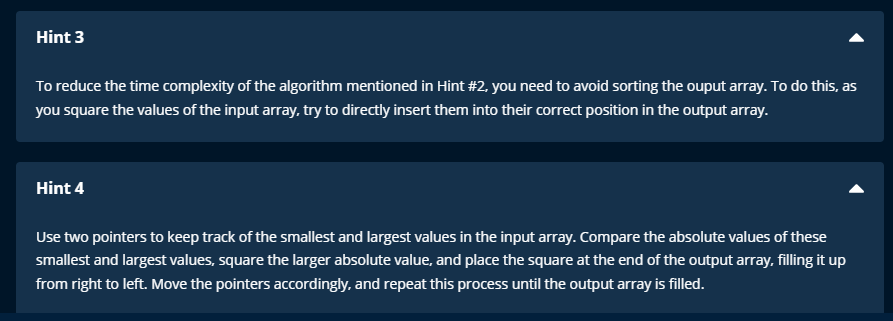 Hint 3
To reduce the time complexity of the algorithm mentioned in Hint #2, you need to avoid sorting the ouput array. To do this, as
you square the values of the input array, try to directly insert them into their correct position in the output array.
Hint 4
Use two pointers to keep track of the smallest and largest values in the input array. Compare the absolute values of these
smallest and largest values, square the larger absolute value, and place the square at the end of the output array, filling it up
from right to left. Move the pointers accordingly, and repeat this process until the output array is filled.